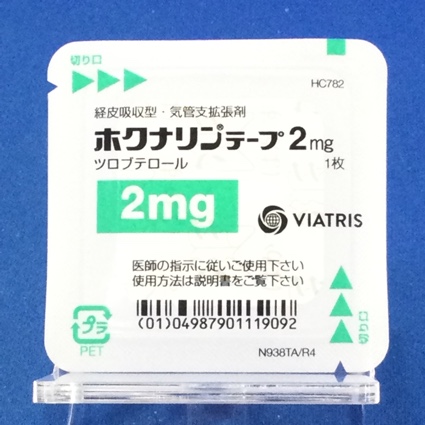 切り口
HC782
経皮吸収型・気管支拡張剤
ホクナリンテープ2mg
ツロブテロール 1枚
2mg
VIATRIS
医師の指示に従いご使用下さい
使用方法は説明書をご覧下さい
(01)04987901119092
切り口
プラ
PET
N938TA/R4